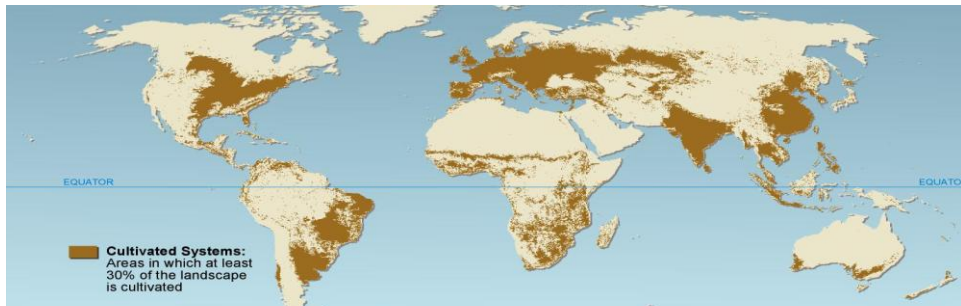 EQUATOR
EQUATO
Cultivated Systems:
Areas in which at least
30% of the landscape
is cultivated